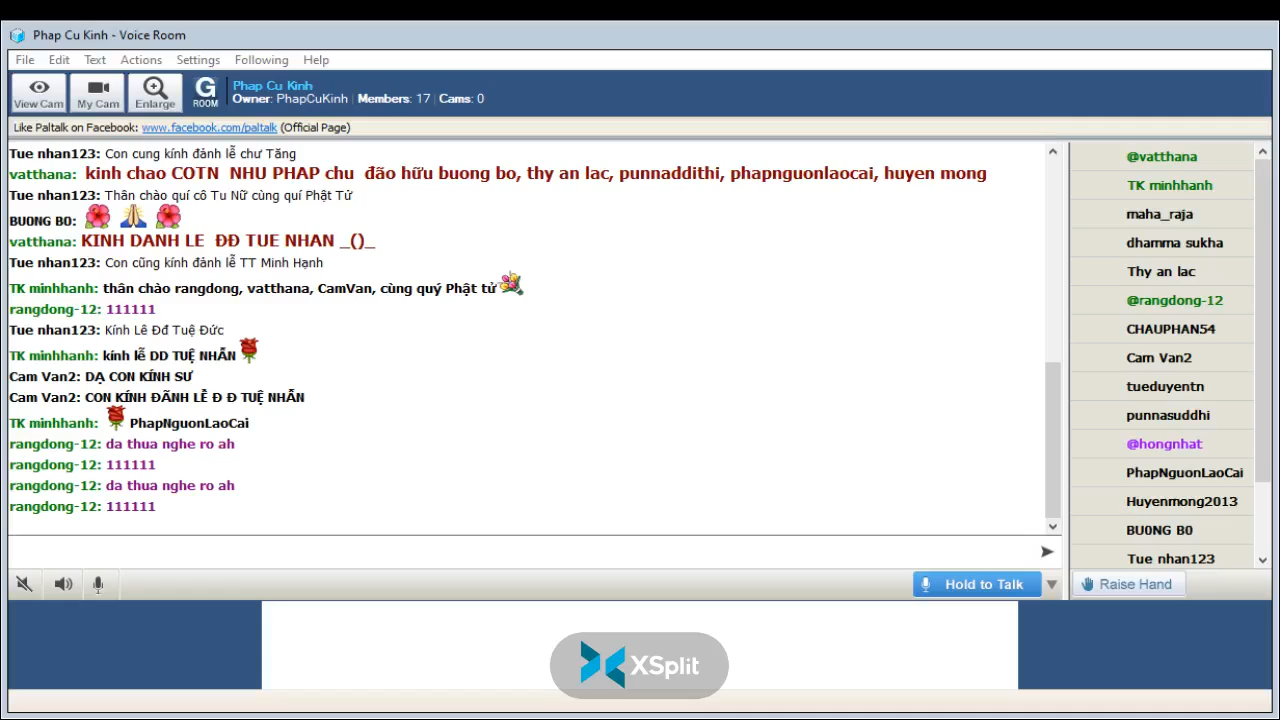 Phap Cu Kinh - Voice Room
File Edit Text Actions Settings Following Help
View Cam My Cam Enlarge G ROOM Phap Cu Kinh
Owner: PhapCuKinh Members: 17 Cams: 0
Like Paltalk on Facebook: www.facebook.com/paltalk (Official Page)
Tue nhan123: Con cung kính đảnh lễ chư Tăng
vatthana: kinh chao COTN NHU PHAP chu đão hữu buong bo, thy an lac, punnaddithi, phapnguonlaocai, huyen mong
Tue nhan123: Thân chào quí cô Tu Nữ cùng quí Phật Tử
BU0NG B0:
vatthana: KINH DANH LE ĐĐ TUE NHAN _()_
Tue nhan123: Con cũng kính đảnh lễ TT Minh Hạnh
TK minhhanh: thân chào rangdong, vatthana, CamVan, cùng quý Phật tử
rangdong-12: 111111
Tue nhan123: Kính Lê Đđ Tuệ Đức
TK minhhanh: kính lễ DD TUỆ NHẪN
Cam Van2: DẠ CON KÍNH SƯ
Cam Van2: CON KÍNH ĐÃNH LỄ Đ Đ TUỆ NHẪN
TK minhhanh: PhapNguonLaoCai
rangdong-12: da thua nghe ro ah
rangdong-12: 111111
rangdong-12: da thua nghe ro ah
rangdong-12: 111111
@vatthana
TK minhhanh
maha_raja
dhamma sukha
Thy an lac
@rangdong-12
CHAUPHAN54
Cam Van2
tueduyentn
punnasuddhi
@hongnhat
PhapNguonLaoCai
Huyenmong2013
BU0NG B0
Tue nhan123
Hold to Talk
Raise Hand
XSplit